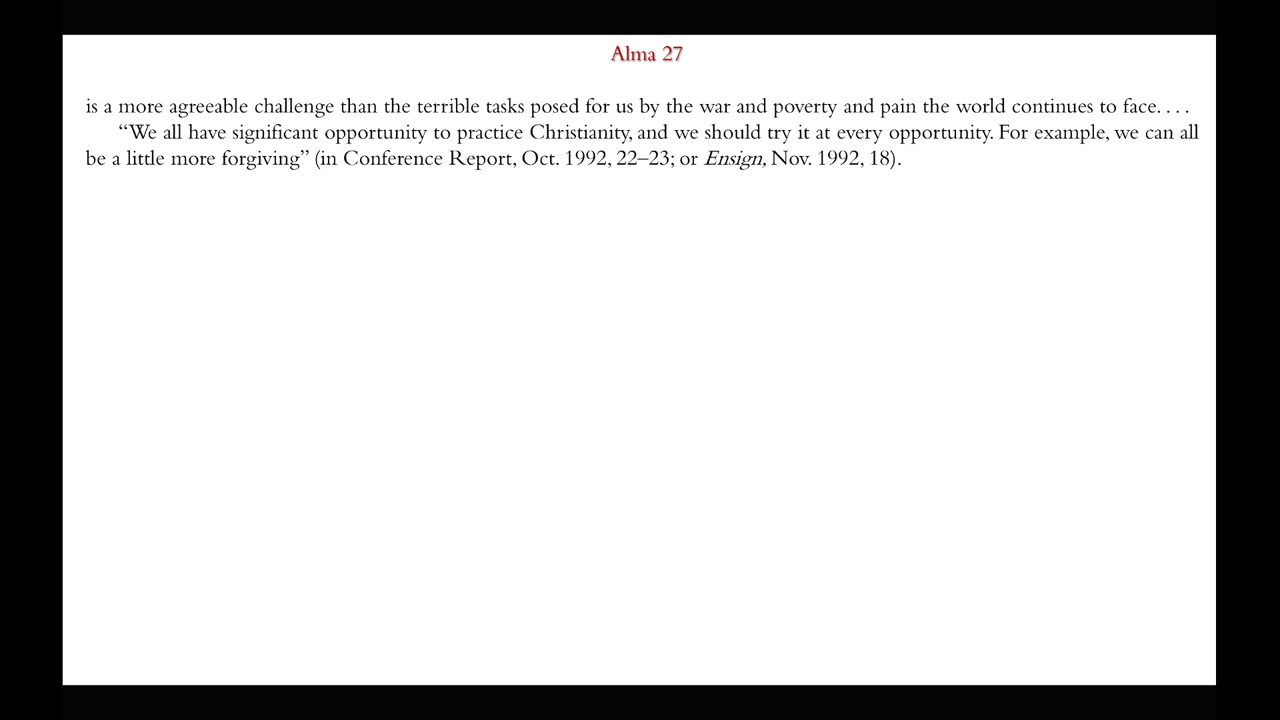 Alma 27
is a more agreeable challenge than the terrible tasks posed for us by the war and poverty and pain the world continues to face. . . .
“We all have significant opportunity to practice Christianity, and we should try it at every opportunity. For example, we can all
be a little more forgiving” (in Conference Report, Oct. 1992, 22–23; or Ensign, Nov. 1992, 18).